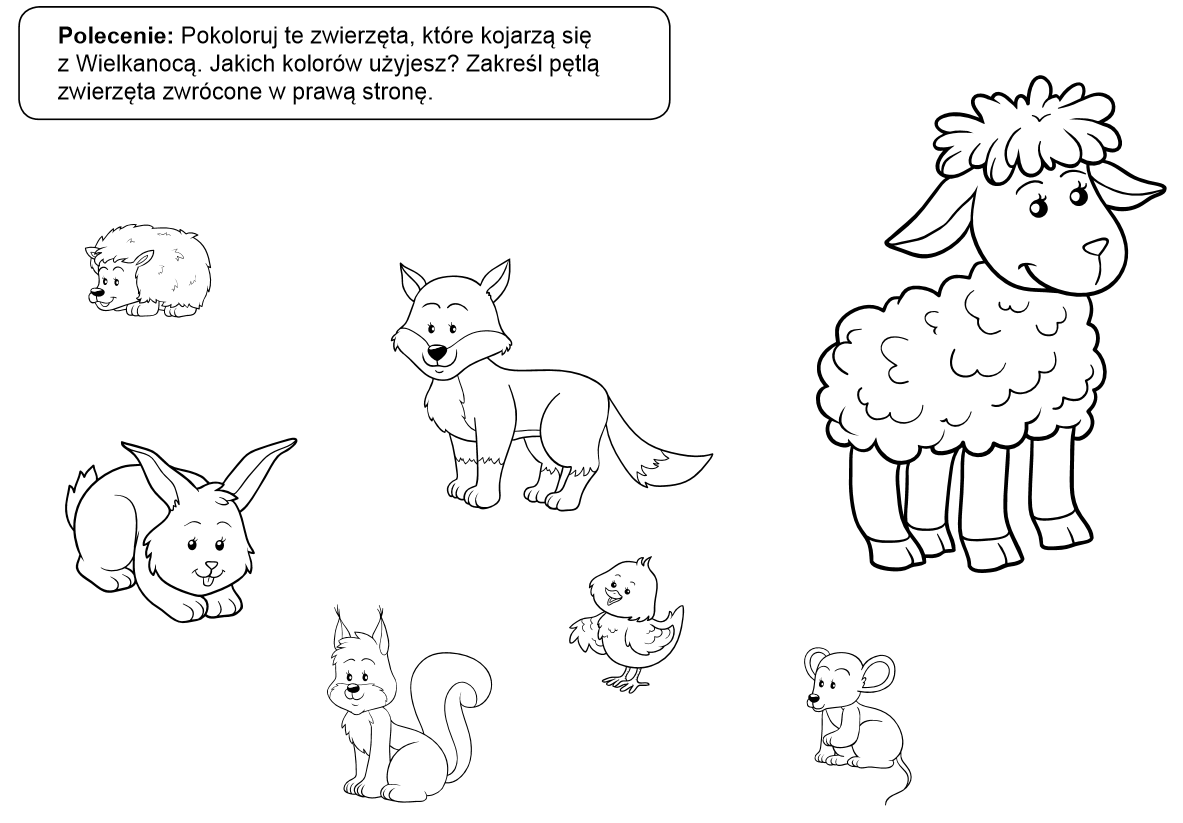 Polecenie: Pokoloruj te zwierzęta, które kojarzą się
z Wielkanocą. Jakich kolorów użyjesz? Zakreśl pętlą
zwierzęta zwrócone w prawą stronę.